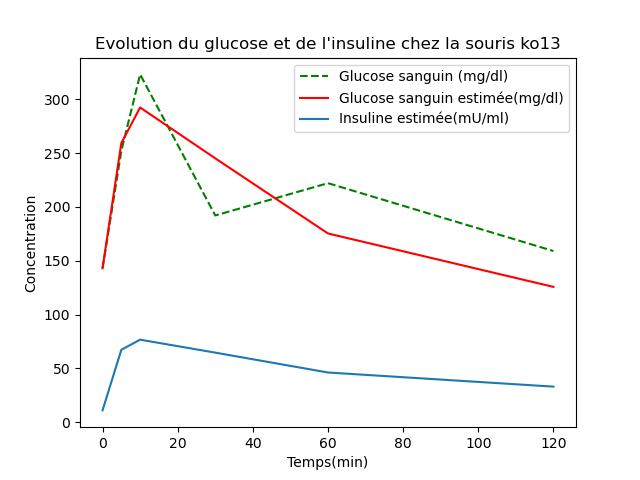 Evolution du glucose et de l'insuline chez la souris ko13
Glucose sanguin (mg/dl)
Glucose sanguin estimée(mg/dl)
Insuline estimée(mU/ml)
Concentration
300
250
200
150
100
50
0
0 20 40 60 80 100 120
Temps(min)